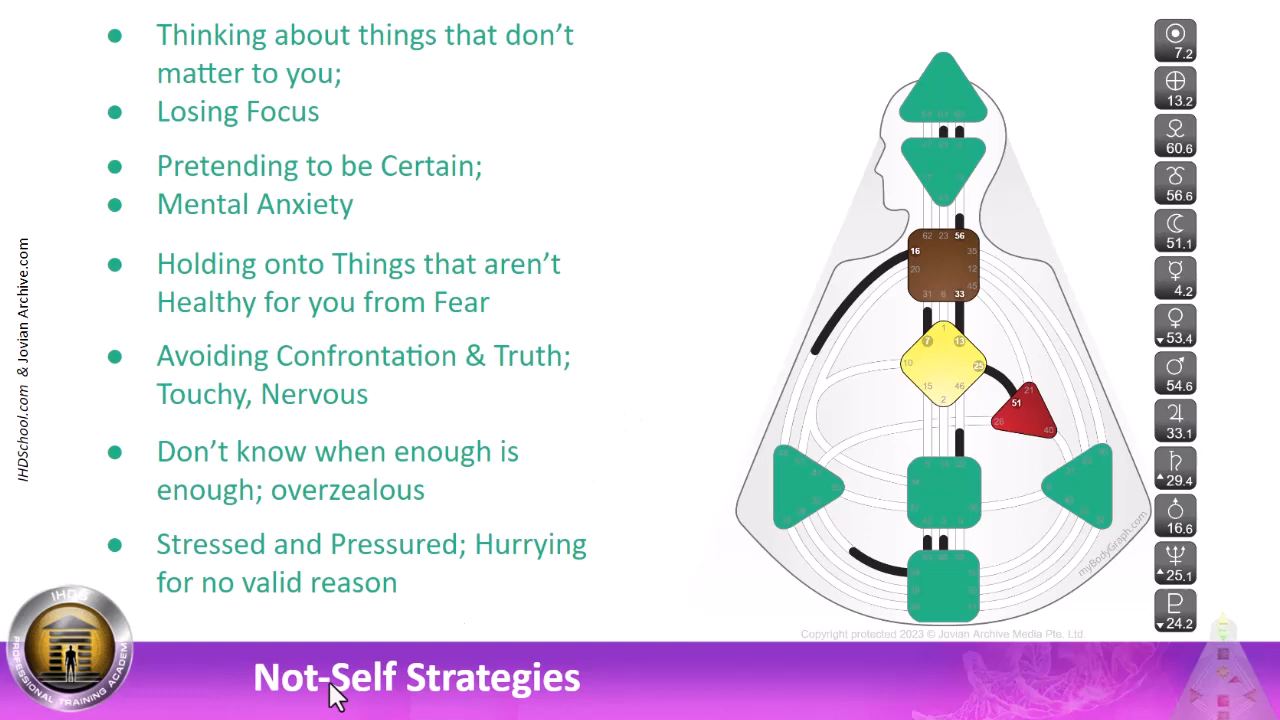 Thinking about things that don't
matter to you;
Losing Focus
Pretending to be Certain;
Mental Anxiety
Holding onto Things that aren't
Healthy for you from Fear
Avoiding Confrontation & Truth;
Touchy, Nervous
Don't know when enough is
enough; overzealous
Stressed and Pressured; Hurrying
for no valid reason
IHDSchool.com & Jovian Archive.com
IHDS
PROFESSIONAL TRAINING ACADEMY
Not-Self Strategies
62 23 56
16 35
20 12
45
31 33
1
7 13
10 25
15 46
2
51 21
26 40
7.2
13.2
60.6
56.6
51.1
4.2
53.4
54.6
33.1
29.4
16.6
25.1
24.2
myBodyGraph.com
Copyright protected 2023 © Jovian Archive Media Pte. Ltd.